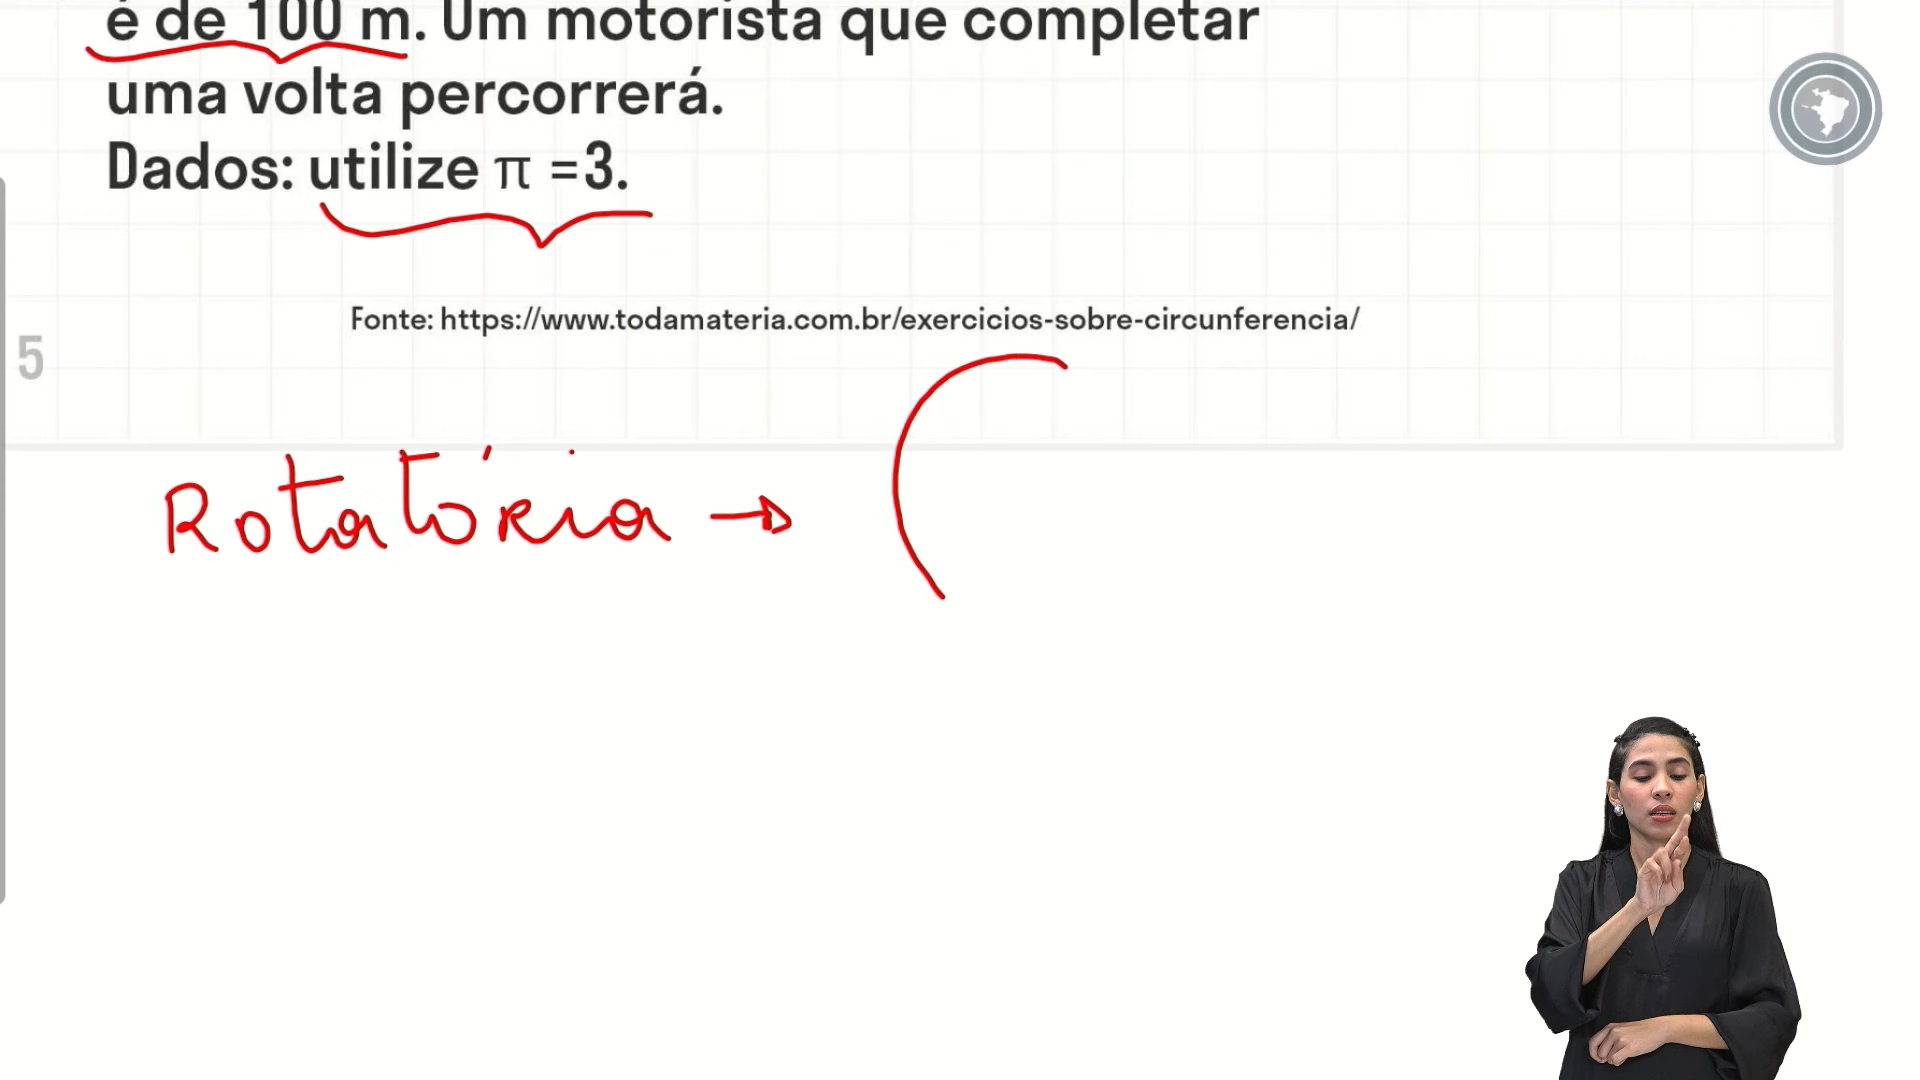 é de 100 m. Um motorista que completar
uma volta percorrerá.
Dados: utilize π =3.
Fonte: https://www.todamateria.com.br/exercicios-sobre-circunferencia/
5
Rotatória →